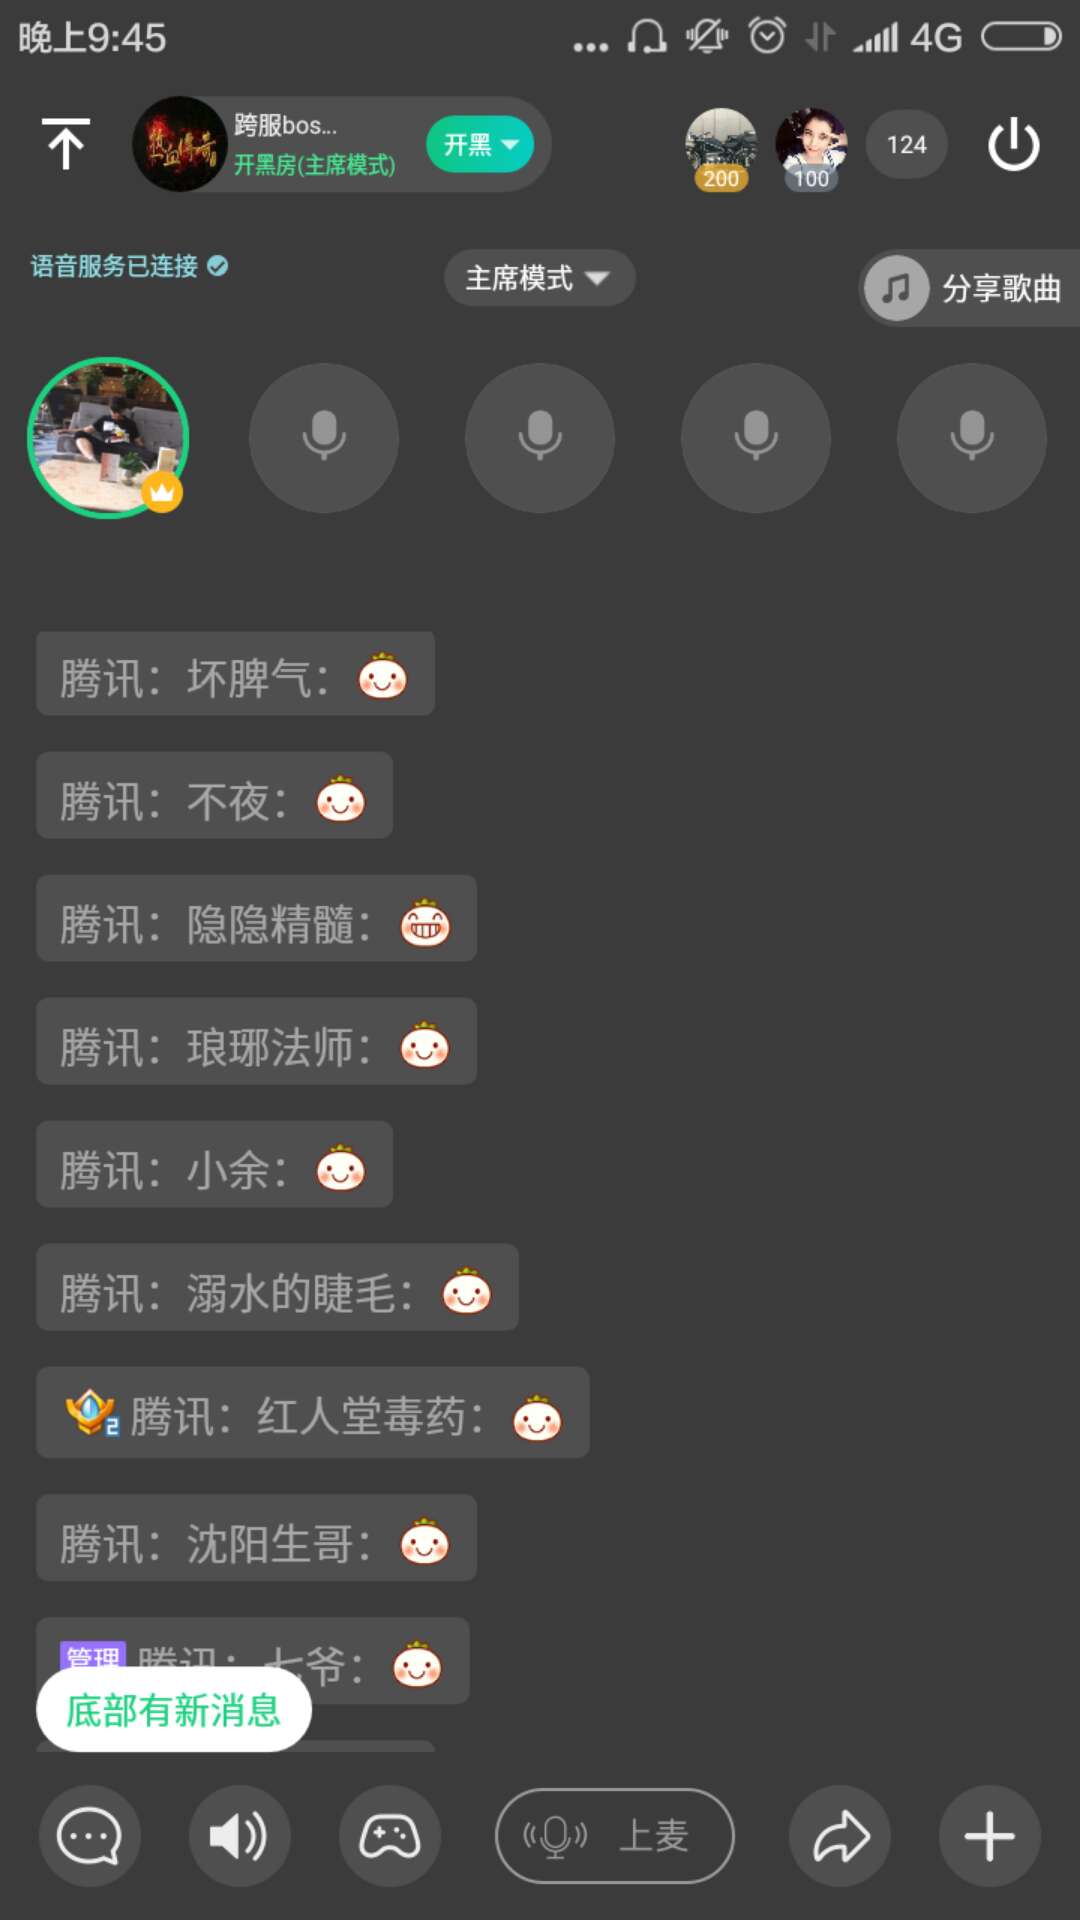 晚上9:45
4G
热血传奇
跨服bos...
开黑房(主席模式)
开黑
200
100
124
语音服务已连接
主席模式
分享歌曲
腾讯：坏脾气：
腾讯：不夜：
腾讯：隐隐精髓：
腾讯：琅琊法师：
腾讯：小余：
腾讯：溺水的睫毛：
2 腾讯：红人堂毒药：
腾讯：沈阳生哥：
管理 腾讯：七爷：
底部有新消息
上麦